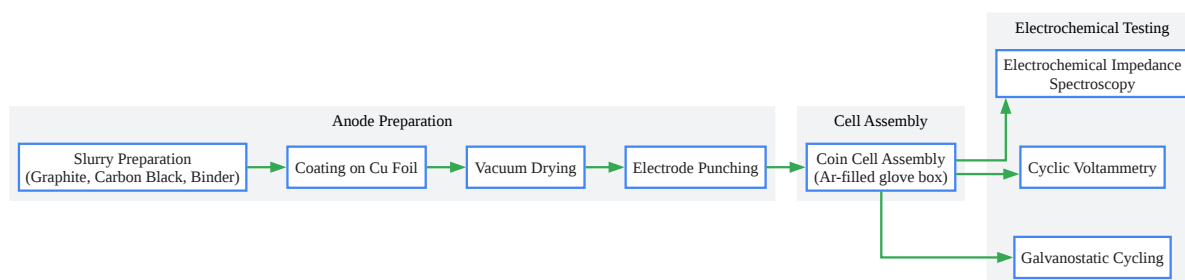 Electrochemical Testing
Electrochemical Impedance
Spectroscopy
Anode Preparation
Cell Assembly
Slurry Preparation
(Graphite, Carbon Black, Binder)
Coating on Cu Foil
Vacuum Drying
Electrode Punching
Coin Cell Assembly
(Ar-filled glove box)
Cyclic Voltammetry
Galvanostatic Cycling